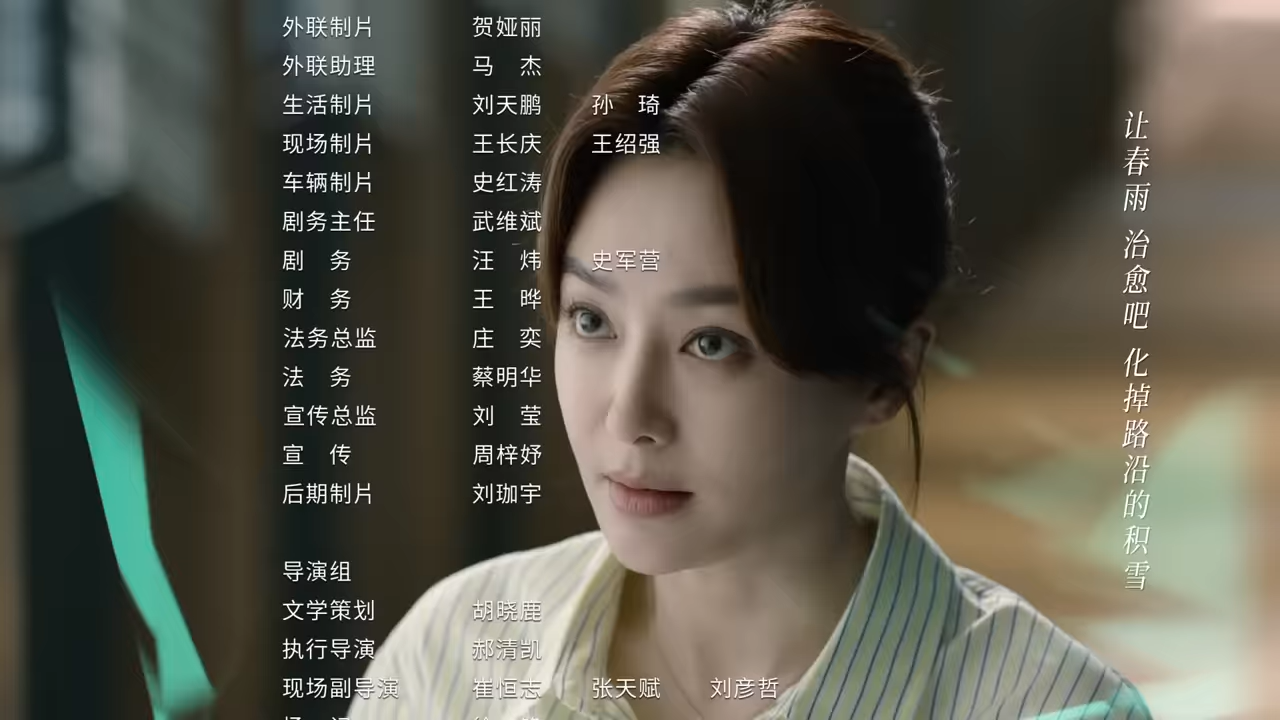 外联制片 贺娅丽
外联助理 马 杰
生活制片 刘天鹏 孙 琦
现场制片 王长庆 王绍强
车辆制片 史红涛
剧务主任 武维斌
剧 务 汪 炜 史军营
财 务 王 晔
法务总监 庄 奕
法 务 蔡明华
宣传总监 刘 莹
宣 传 周梓妤
后期制片 刘珈宇
导演组
文学策划 胡晓鹿
执行导演 郝清凯
现场副导演 崔恒志 张天赋 刘彦哲
让春雨 治愈吧 化掉路沿的积雪